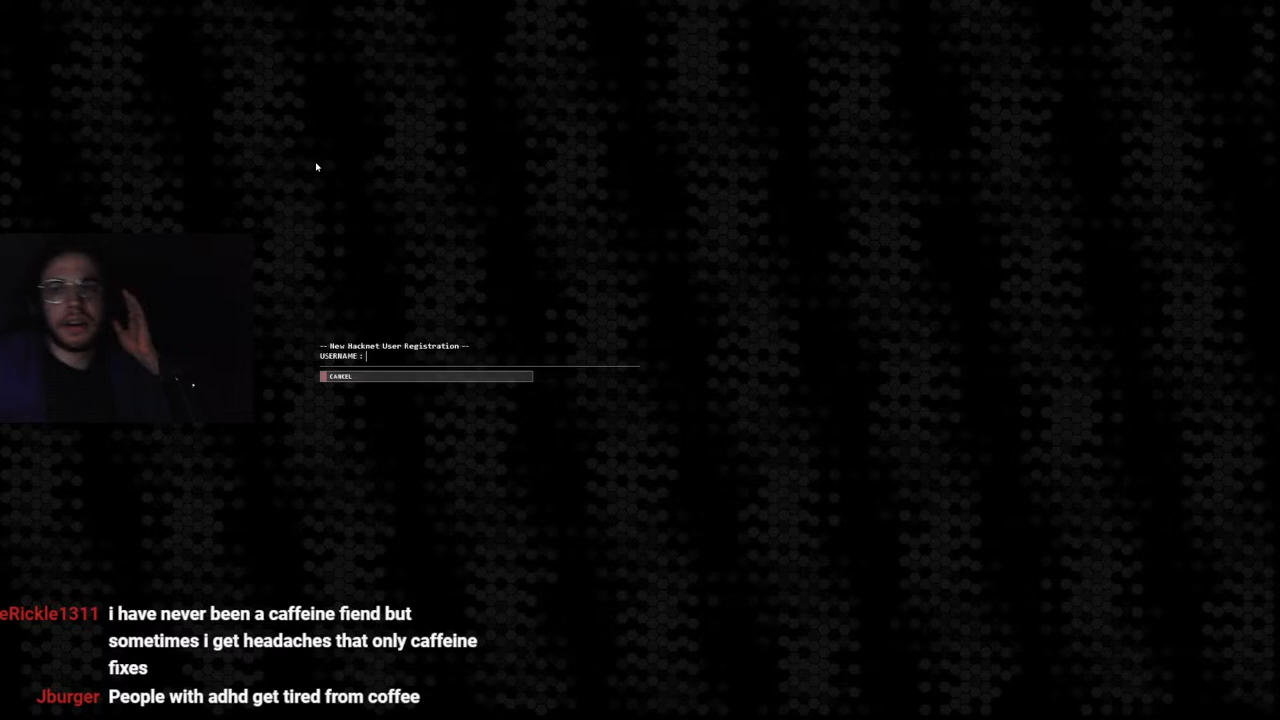 -- New Hacknet User Registration --
USERNAME :
CANCEL
eRickle1311 i have never been a caffeine fiend but
sometimes i get headaches that only caffeine
fixes
Jburger People with adhd get tired from coffee